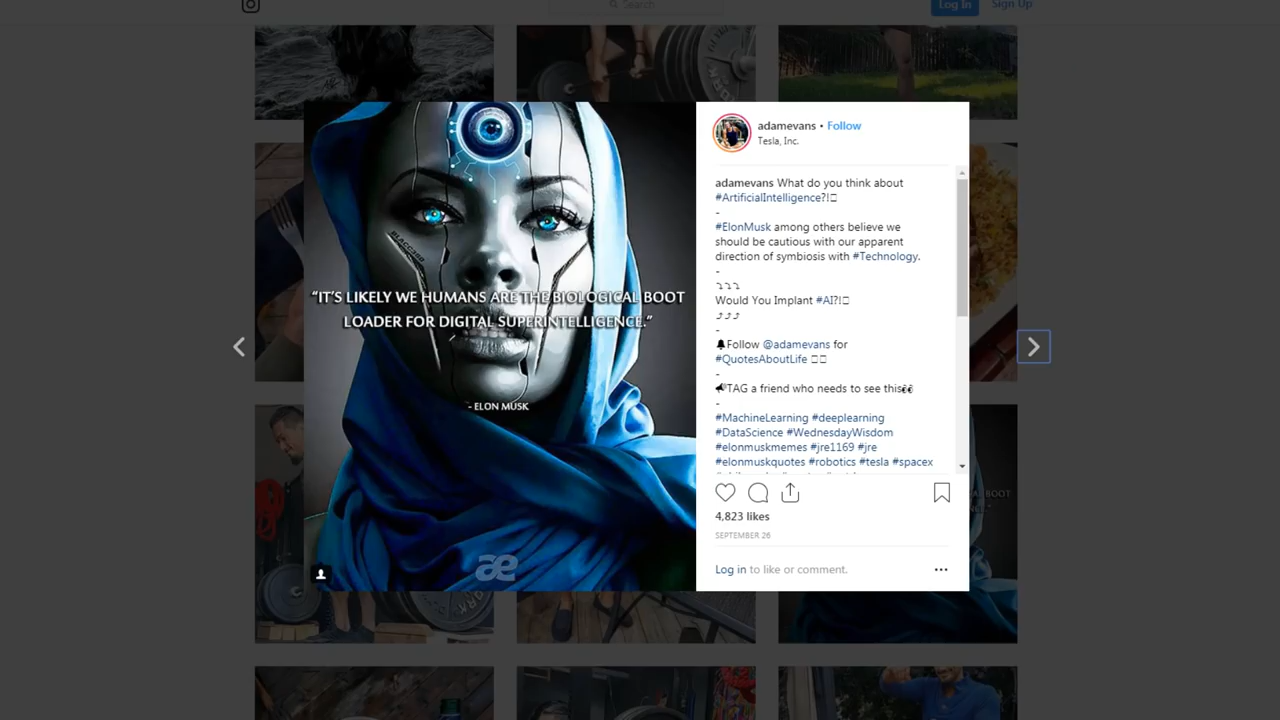 Search
Log In
Sign Up
"IT'S LIKELY WE HUMANS ARE THE BIOLOGICAL BOOT
LOADER FOR DIGITAL SUPERINTELLIGENCE."
- ELON MUSK
æ
adamevans • Follow
Tesla, Inc.
adamevans What do you think about
#ArtificialIntelligence?!
-
#ElonMusk among others believe we
should be cautious with our apparent
direction of symbiosis with #Technology.
-
⤵⤵⤵
Would You Implant #AI?!
⤴⤴⤴
-
🔔Follow @adamevans for
#QuotesAboutLife
-
📢TAG a friend who needs to see this👀
-
#MachineLearning #deeplearning
#DataScience #WednesdayWisdom
#elonmuskmemes #jre1169 #jre
#elonmuskquotes #robotics #tesla #spacex
4,823 likes
SEPTEMBER 26
Log in to like or comment.